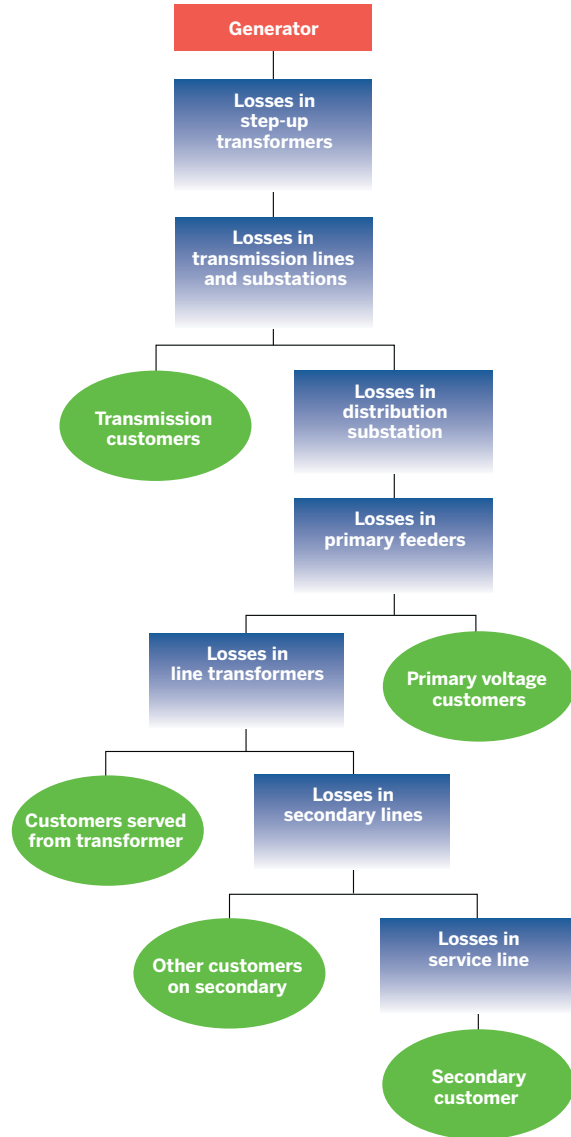 Generator
Losses in
step-up
transformers
Losses in
transmission lines
and substations
Transmission
customers
Losses in
distribution
substation
Losses in
primary feeders
Losses in
line transformers
Primary voltage
customers
Customers served
from transformer
Losses in
secondary lines
Other customers
on secondary
Losses in
service line
Secondary
customer